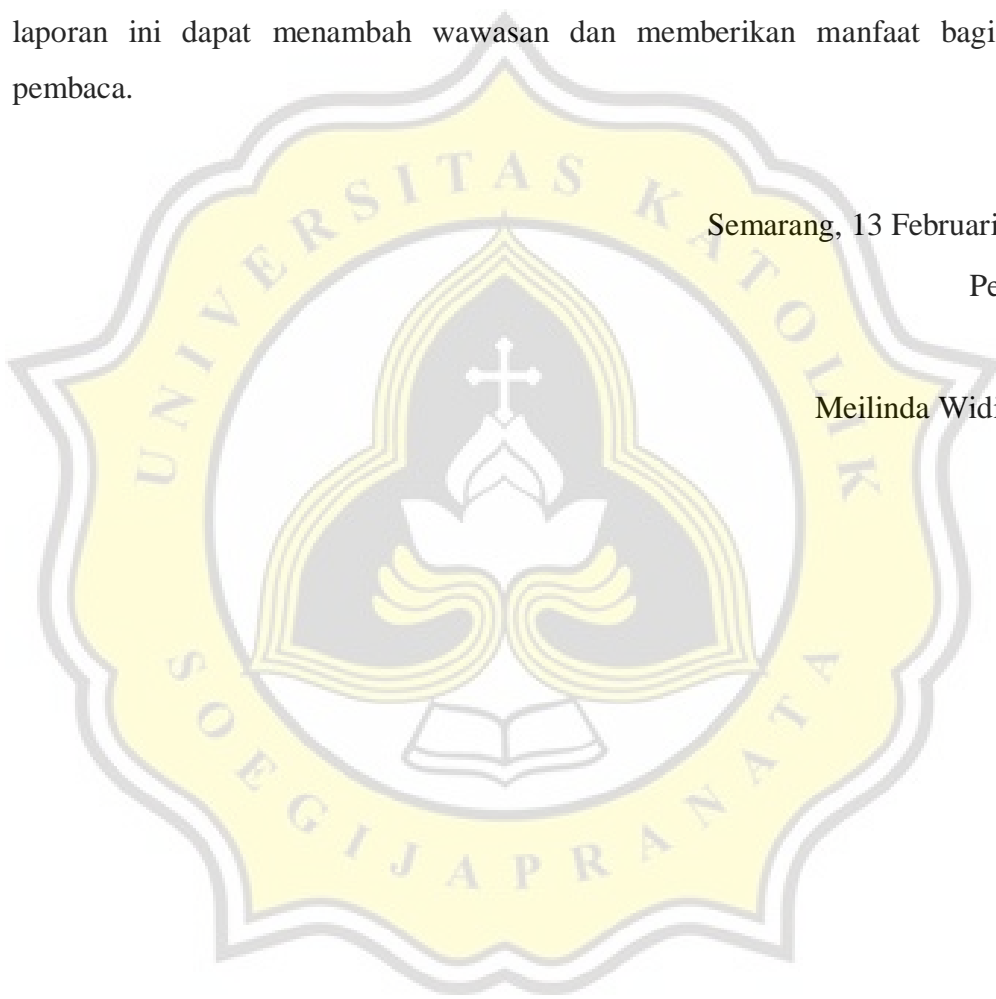 laporan ini dapat menambah wawasan dan memberikan manfaat bagi
pembaca.
Semarang, 13 Februari
Pe
Meilinda Widi
UNIVERSITAS KATOLIK
SOEGIJAPRANATA